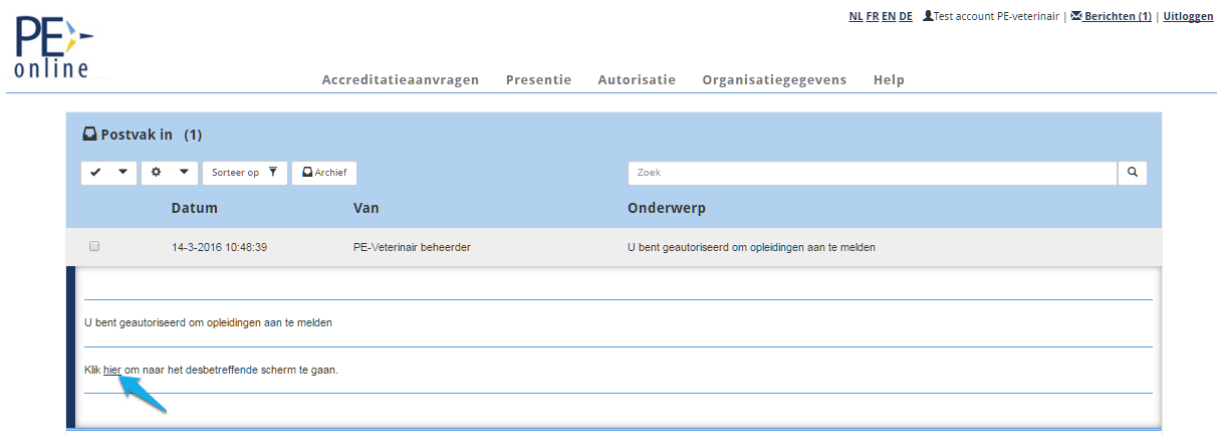 NL FR EN DE Test account PE-veterinair | Berichten (1) | Uitloggen
PE
online
Accreditatieaanvragen Presentie Autorisatie Organisatiegegevens Help
Postvak in (1)
Sorteer op Archief Zoek
Datum Van Onderwerp
14-3-2016 10:48:39 PE-Veterinair beheerder U bent geautoriseerd om opleidingen aan te melden
U bent geautoriseerd om opleidingen aan te melden
Klik hier om naar het desbetreffende scherm te gaan.